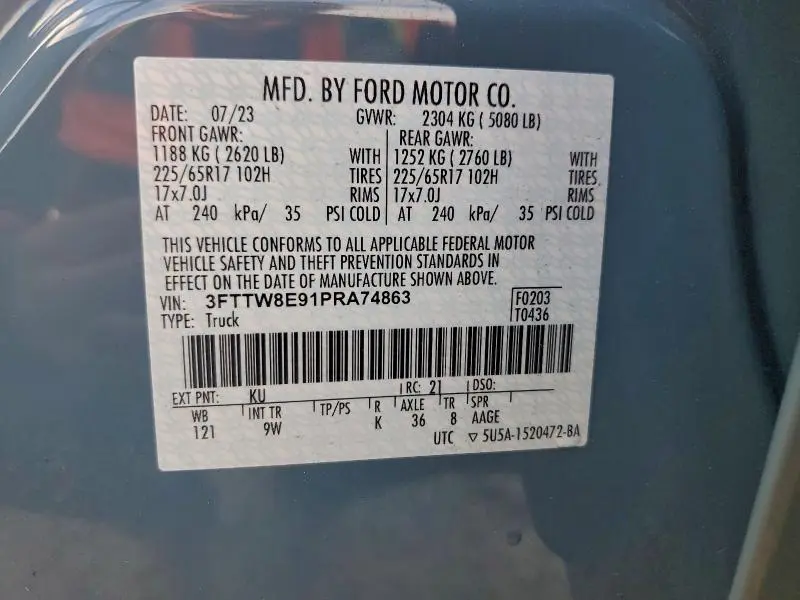 MFD. BY FORD MOTOR CO.
DATE: 07/23 GVWR: 2304 KG ( 5080 LB)
FRONT GAWR: REAR GAWR:
1188 KG ( 2620 LB) WITH 1252 KG ( 2760 LB) WITH
225/65R17 102H TIRES 225/65R17 102H TIRES
17x7.0J RIMS 17x7.0J RIMS
AT 240 kPa/ 35 PSI COLD AT 240 kPa/ 35 PSI COLD
THIS VEHICLE CONFORMS TO ALL APPLICABLE FEDERAL MOTOR
VEHICLE SAFETY AND THEFT PREVENTION STANDARDS IN
EFFECT ON THE DATE OF MANUFACTURE SHOWN ABOVE.
VIN: 3FTTW8E91PRA74863 F0203
TYPE: Truck T0436
EXT PNT: KU RC: 21 DSO:
WB INT TR TP/PS R AXLE TR SPR
121 9W K 36 8 AAGE
UTC ▽ 5U5A-1520472-BA